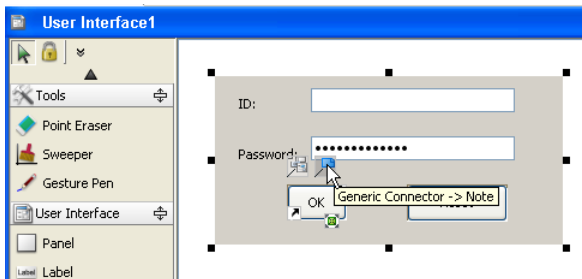 User Interface1
Tools
Point Eraser
Sweeper
Gesture Pen
User Interface
Panel
Label Label
ID:
Password: •••••••••••••
OK
Generic Connector -> Note